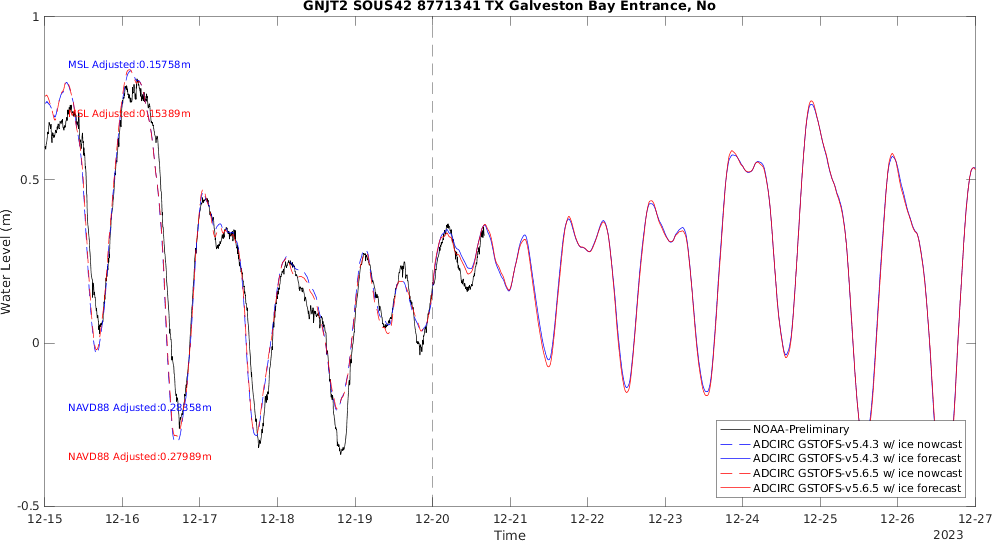 GNJT2 SOUS42 8771341 TX Galveston Bay Entrance, No
1
0.5
0
-0.5
Water Level (m)
MSL Adjusted:0.15758m
MSL Adjusted:0.15389m
NAVD88 Adjusted:0.28358m
NAVD88 Adjusted:0.27989m
NOAA-Preliminary
ADCIRC GSTOFS-v5.4.3 w/ ice nowcast
ADCIRC GSTOFS-v5.4.3 w/ ice forecast
ADCIRC GSTOFS-v5.6.5 w/ ice nowcast
ADCIRC GSTOFS-v5.6.5 w/ ice forecast
12-15 12-16 12-17 12-18 12-19 12-20 12-21 12-22 12-23 12-24 12-25 12-26 12-27
Time
2023